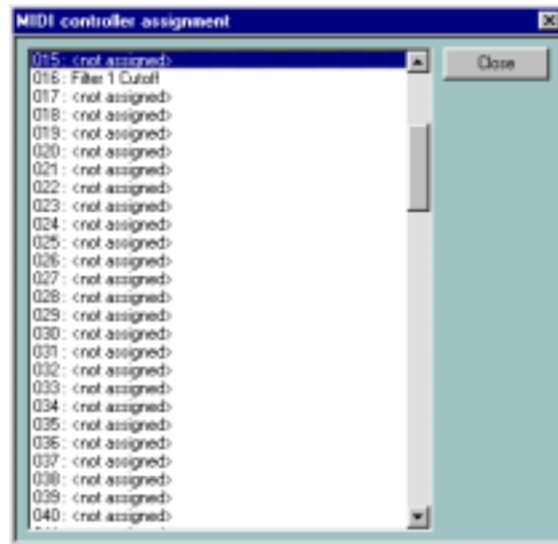 MIDI controller assignment
015 : <not assigned>
016 : Filter 1 Cutoff
017 : <not assigned>
018 : <not assigned>
019 : <not assigned>
020 : <not assigned>
021 : <not assigned>
022 : <not assigned>
023 : <not assigned>
024 : <not assigned>
025 : <not assigned>
026 : <not assigned>
027 : <not assigned>
028 : <not assigned>
029 : <not assigned>
030 : <not assigned>
031 : <not assigned>
032 : <not assigned>
033 : <not assigned>
034 : <not assigned>
035 : <not assigned>
036 : <not assigned>
037 : <not assigned>
038 : <not assigned>
039 : <not assigned>
040 : <not assigned>
Close